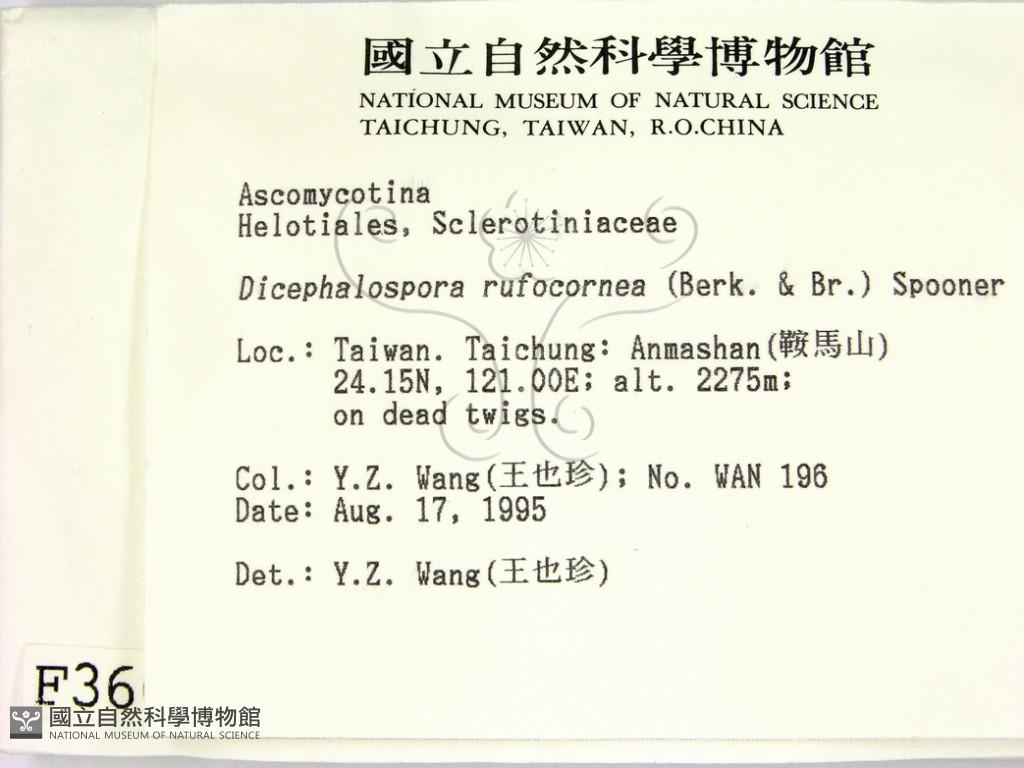 國立自然科學博物館
NATIONAL MUSEUM OF NATURAL SCIENCE
TAICHUNG, TAIWAN, R.O.CHINA
Ascomycotina
Helotiales, Sclerotiniaceae
Dicephalospora rufocornea (Berk. & Br.) Spooner
Loc.: Taiwan. Taichung: Anmashan(鞍馬山)
24.15N, 121.00E; alt. 2275m;
on dead twigs.
Col.: Y.Z. Wang(王也珍); No. WAN 196
Date: Aug. 17, 1995
Det.: Y.Z. Wang(王也珍)
F36
國立自然科學博物館
NATIONAL MUSEUM OF NATURAL SCIENCE